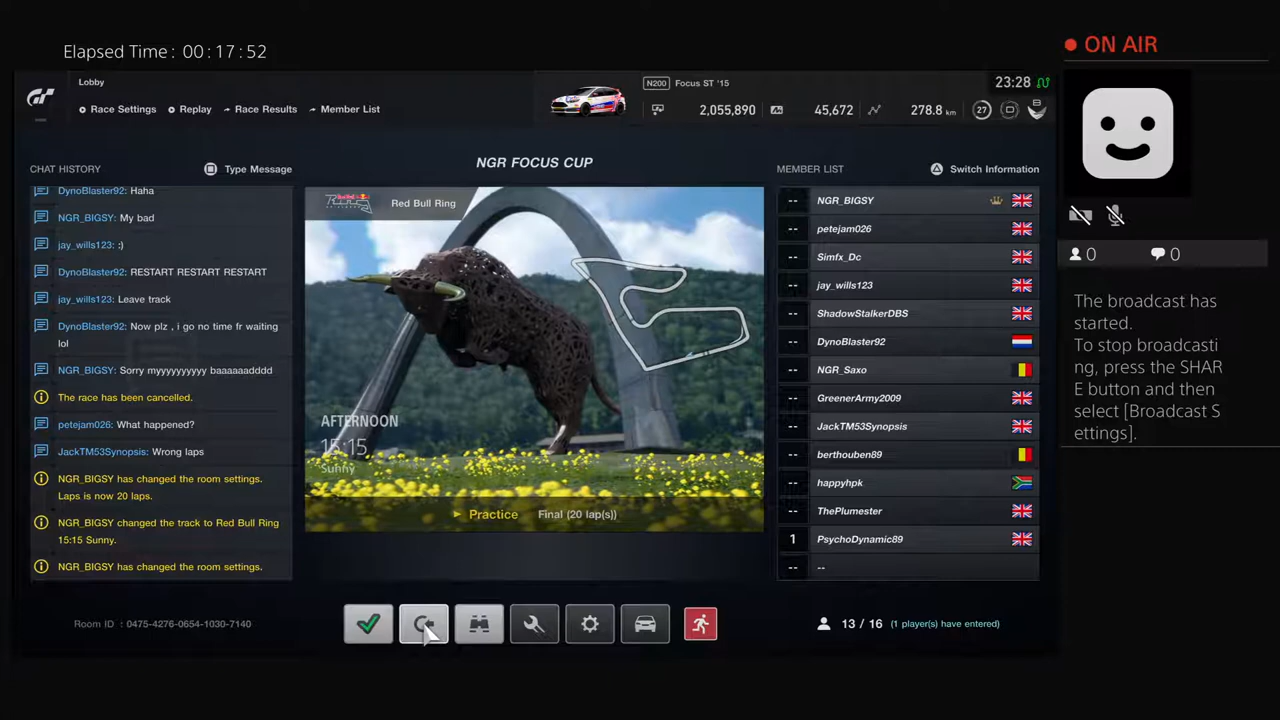 Elapsed Time: 00:17:52
ON AIR
Lobby
Race Settings Replay Race Results Member List
N200 Focus ST '15
2,055,890 45,672 278.8 km 27
23:28
CHAT HISTORY
Type Message
DynoBlaster92: Haha
NGR_BIGSY: My bad
jay_wills123: :)
DynoBlaster92: RESTART RESTART RESTART
jay_wills123: Leave track
DynoBlaster92: Now plz , i go no time fr waiting
lol
NGR_BIGSY: Sorry myyyyyyyyy baaaaaadddd
The race has been cancelled.
petejam026: What happened?
JackTM53Synopsis: Wrong laps
NGR_BIGSY has changed the room settings.
Laps is now 20 laps.
NGR_BIGSY changed the track to Red Bull Ring
15:15 Sunny.
NGR_BIGSY has changed the room settings.
NGR FOCUS CUP
Red Bull Ring
AFTERNOON
15:15
Sunny
Practice Final (20 lap(s))
MEMBER LIST
Switch Information
-- NGR_BIGSY
-- petejam026
-- Simfx_Dc
-- jay_wills123
-- ShadowStalkerDBS
-- DynoBlaster92
-- NGR_Saxo
-- GreenerArmy2009
-- JackTM53Synopsis
-- berthouben89
-- happyhpk
-- ThePlumester
1 PsychoDynamic89
-- --
Room ID : 0475-4276-0654-1030-7140
13 / 16 (1 player(s) have entered)
0 0
The broadcast has
started.
To stop broadcasti
ng, press the SHAR
E button and then
select [Broadcast S
ettings].